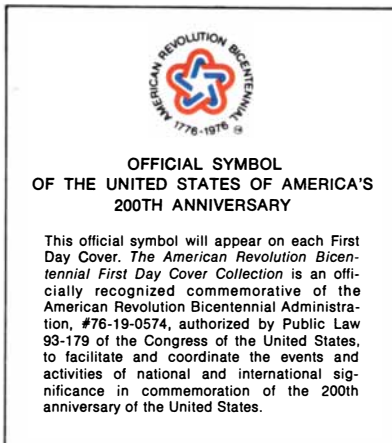 AMERICAN REVOLUTION BICENTENNIAL
1776-1976
OFFICIAL SYMBOL
OF THE UNITED STATES OF AMERICA'S
200TH ANNIVERSARY
This official symbol will appear on each First
Day Cover. The American Revolution Bicen-
tennial First Day Cover Collection is an offi-
cially recognized commemorative of the
American Revolution Bicentennial Administra-
tion, #76-19-0574, authorized by Public Law
93-179 of the Congress of the United States,
to facilitate and coordinate the events and
activities of national and international sig-
nificance in commemoration of the 200th
anniversary of the United States.